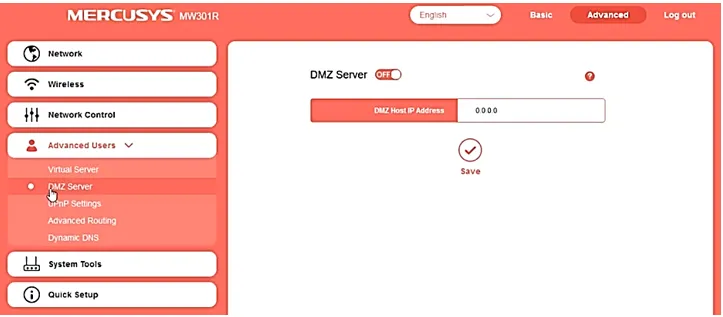 MERCUSYS MW301R
English
Basic
Advanced
Log out
Network
Wireless
Network Control
Advanced Users
Virtual Server
DMZ Server
UPnP Settings
Advanced Routing
Dynamic DNS
System Tools
Quick Setup
DMZ Server OFF
?
DMZ Host IP Address 0 0 0 0
Save